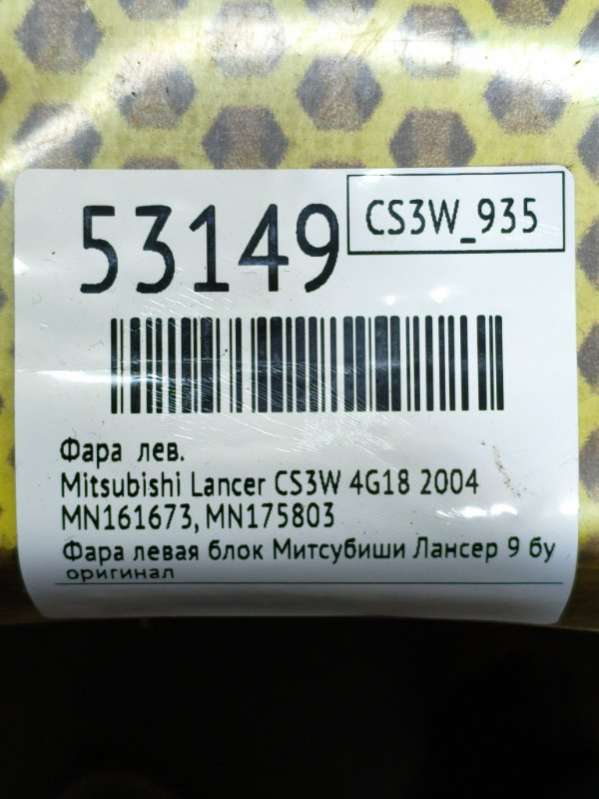 53149
CS3W_935
Фара лев.
Mitsubishi Lancer CS3W 4G18 2004
MN161673, MN175803
Фара левая блок Митсубиши Лансер 9 бу
оригинал